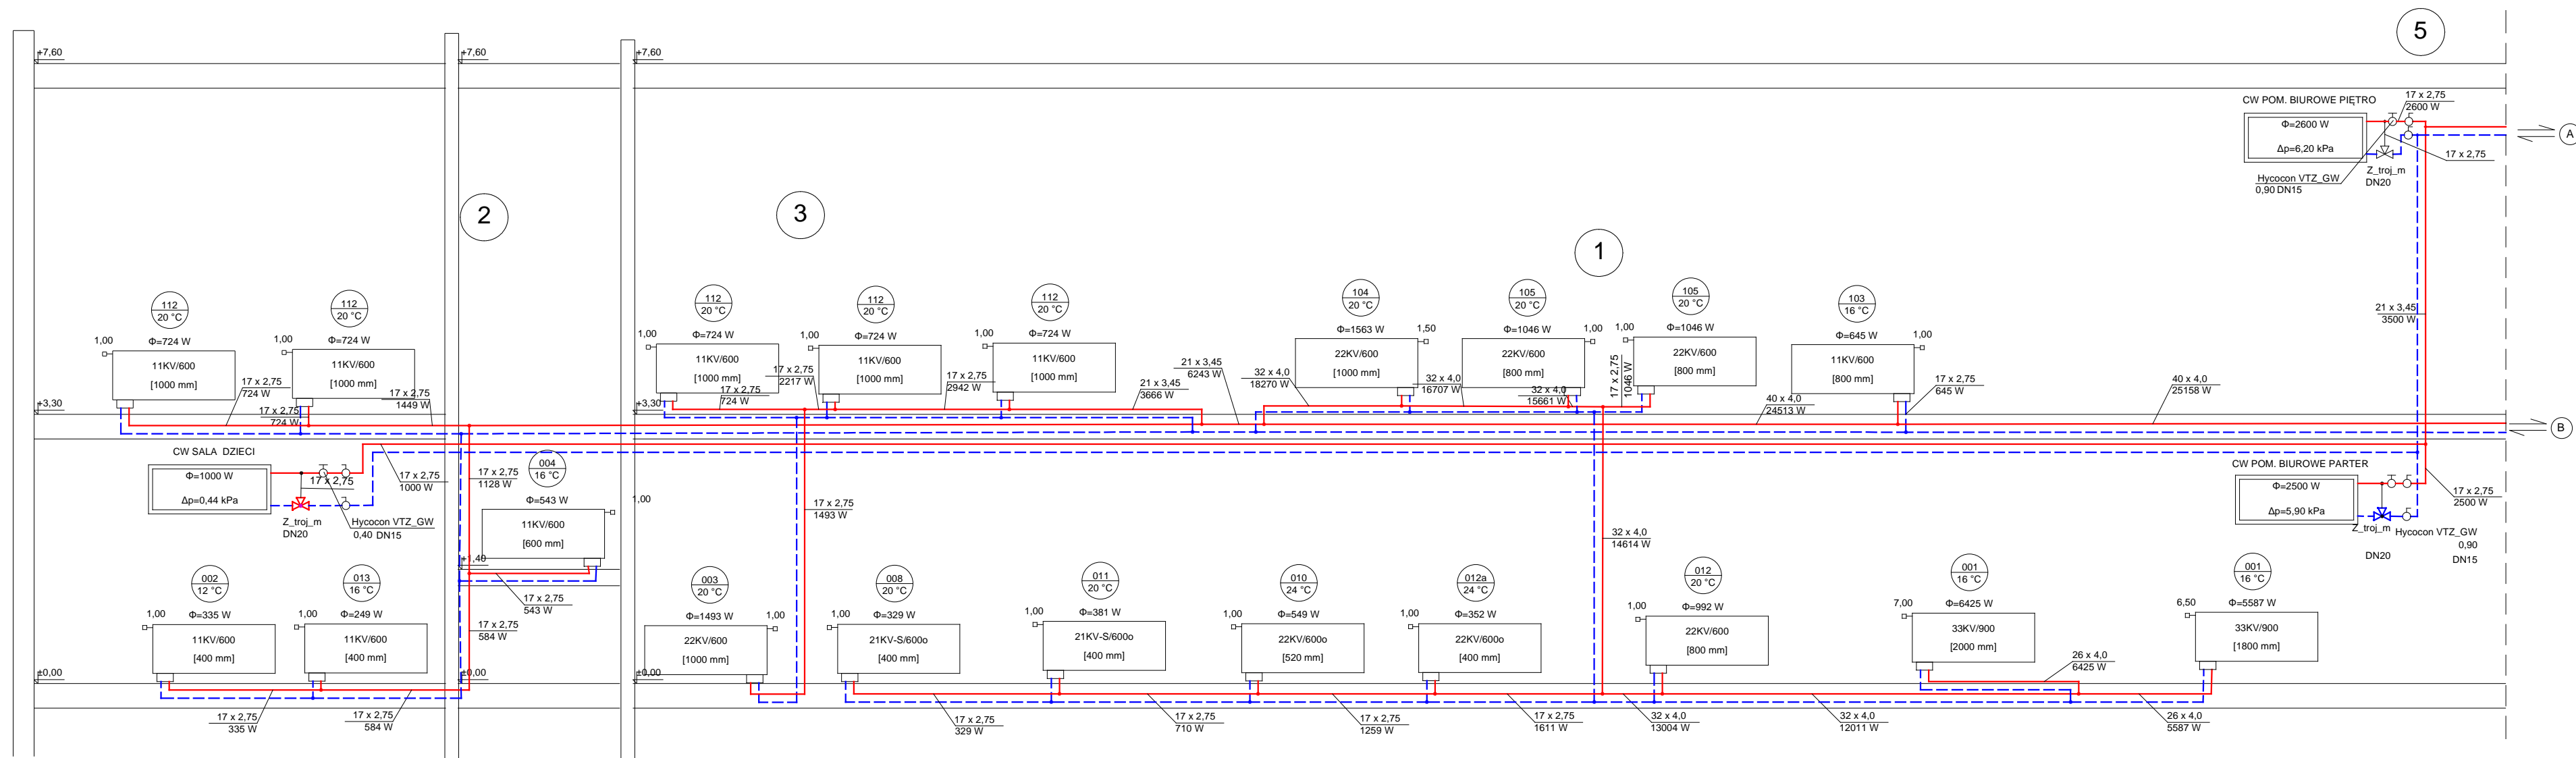 5
+7,60
+7,60
+7,60
CW POM. BIUROWE PIĘTRO
17 x 2,75
2600 W
Φ=2600 W
Δp=6,20 kPa
A
17 x 2,75
Z_troj_m
DN20
Hycocon VTZ_GW
0,90 DN15
2
3
1
112
20 °C
Φ=724 W
1,00
11KV/600
[1000 mm]
17 x 2,75
724 W
112
20 °C
Φ=724 W
1,00
11KV/600
[1000 mm]
17 x 2,75
724 W
17 x 2,75
1449 W
112
20 °C
Φ=724 W
1,00
11KV/600
[1000 mm]
17 x 2,75
724 W
112
20 °C
Φ=724 W
1,00
11KV/600
[1000 mm]
17 x 2,75
2217 W
112
20 °C
Φ=724 W
1,00
11KV/600
[1000 mm]
17 x 2,75
2942 W
21 x 3,45
3666 W
21 x 3,45
6243 W
32 x 4,0
18270 W
104
20 °C
Φ=1563 W
1,50
22KV/600
[1000 mm]
32 x 4,0
16707 W
105
20 °C
Φ=1046 W
1,00
22KV/600
[800 mm]
32 x 4,0
15661 W
17 x 2,75
1046 W
105
20 °C
Φ=1046 W
1,00
22KV/600
[800 mm]
40 x 4,0
24513 W
103
16 °C
Φ=645 W
1,00
11KV/600
[800 mm]
17 x 2,75
645 W
40 x 4,0
25158 W
21 x 3,45
3500 W
+3,30
+3,30
B
CW SALA  DZIECI
Φ=1000 W
Δp=0,44 kPa
17 x 2,75
17 x 2,75
1000 W
Z_troj_m
DN20
Hycocon VTZ_GW
0,40 DN15
17 x 2,75
1128 W
004
16 °C
Φ=543 W
1,00
11KV/600
[600 mm]
+1,40
17 x 2,75
543 W
17 x 2,75
584 W
17 x 2,75
1493 W
32 x 4,0
14614 W
CW POM. BIUROWE PARTER
Φ=2500 W
Δp=5,90 kPa
17 x 2,75
2500 W
Z_troj_m
DN20
Hycocon VTZ_GW
0,90
DN15
002
12 °C
Φ=335 W
1,00
11KV/600
[400 mm]
013
16 °C
Φ=249 W
1,00
11KV/600
[400 mm]
003
20 °C
Φ=1493 W
1,00
22KV/600
[1000 mm]
008
20 °C
Φ=329 W
1,00
21KV-S/600o
[400 mm]
011
20 °C
Φ=381 W
1,00
21KV-S/600o
[400 mm]
010
24 °C
Φ=549 W
1,00
22KV/600o
[520 mm]
012a
24 °C
Φ=352 W
1,00
22KV/600o
[400 mm]
012
20 °C
Φ=992 W
1,00
22KV/600
[800 mm]
001
16 °C
Φ=6425 W
7,00
33KV/900
[2000 mm]
26 x 4,0
6425 W
001
16 °C
Φ=5587 W
6,50
33KV/900
[1800 mm]
±0,00
±0,00
±0,00
17 x 2,75
335 W
17 x 2,75
584 W
17 x 2,75
329 W
17 x 2,75
710 W
17 x 2,75
1259 W
17 x 2,75
1611 W
32 x 4,0
13004 W
32 x 4,0
12011 W
26 x 4,0
5587 W